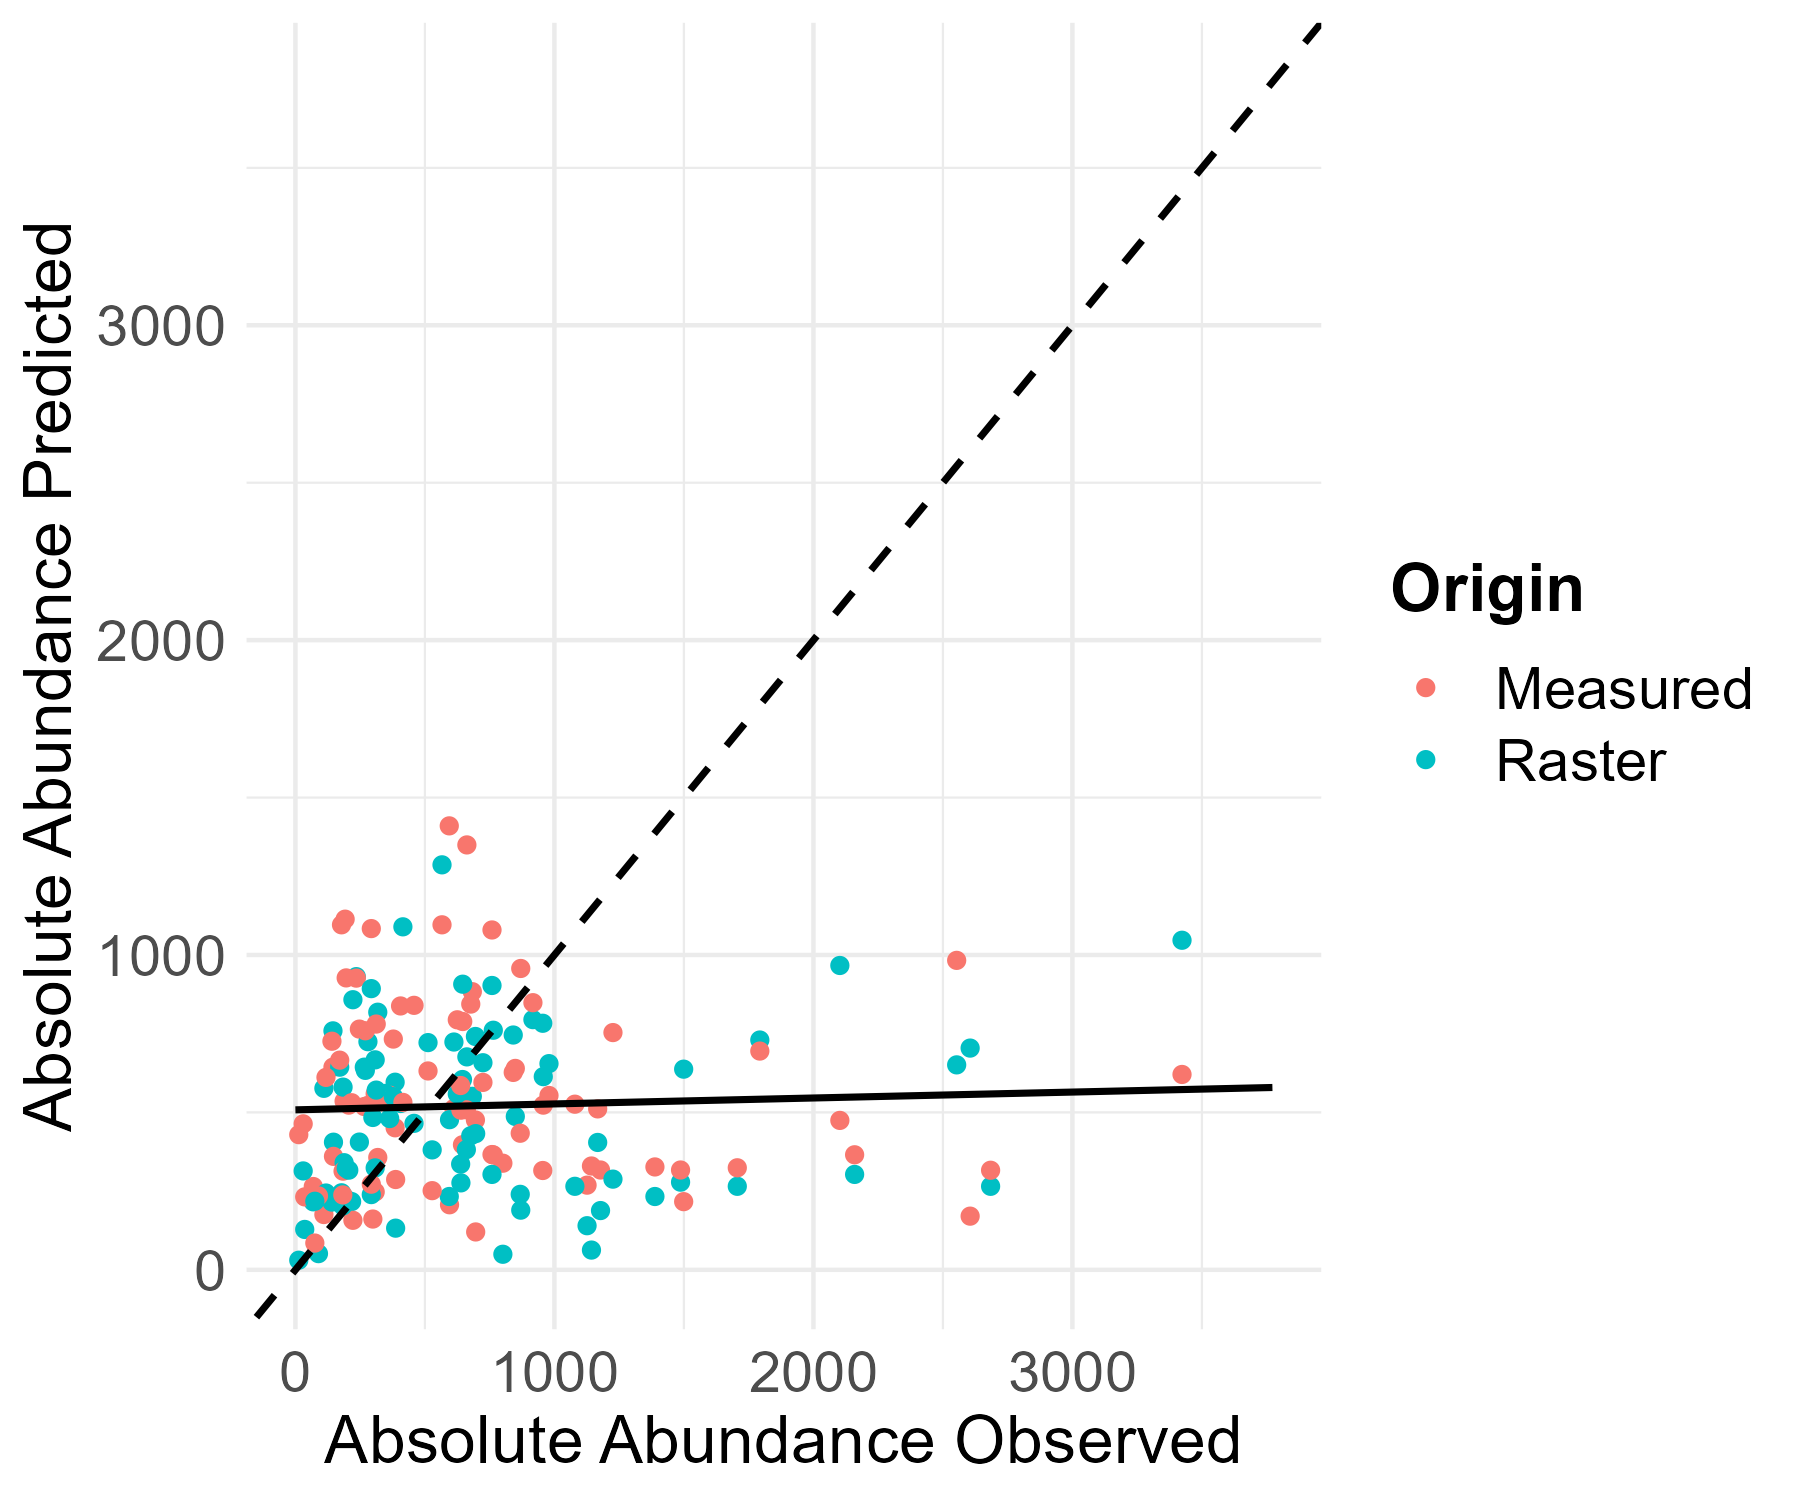 Absolute Abundance Predicted
3000
2000
1000
0
0 1000 2000 3000
Absolute Abundance Observed
Origin
Measured
Raster